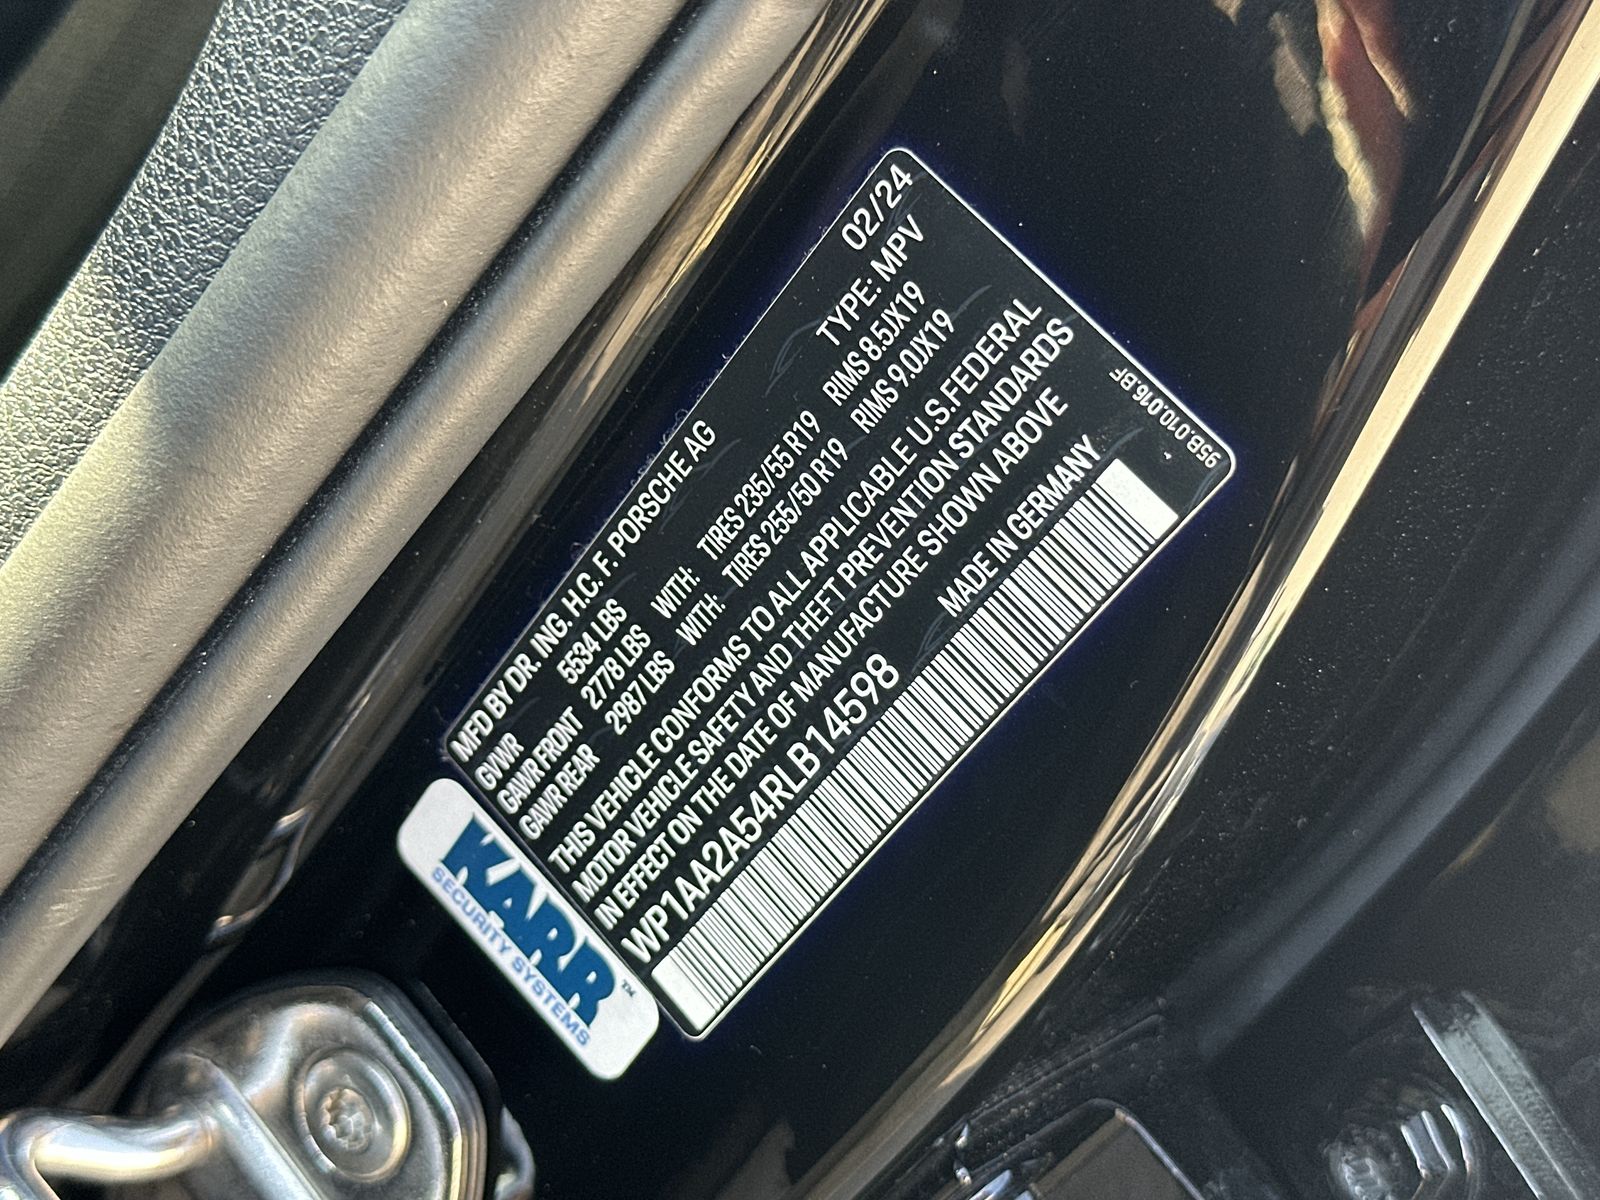 MFD BY DR. ING. H.C. F. PORSCHE AG 02/24
GVWR 5534 LBS TYPE: MPV
GAWR FRONT 2778 LBS WITH: TIRES 235/55 R19 RIMS 8.5JX19
GAWR REAR 2987 LBS WITH: TIRES 255/50 R19 RIMS 9.0JX19
THIS VEHICLE CONFORMS TO ALL APPLICABLE U.S.FEDERAL
MOTOR VEHICLE SAFETY AND THEFT PREVENTION STANDARDS
IN EFFECT ON THE DATE OF MANUFACTURE SHOWN ABOVE
WP1AA2A54RLB14598 MADE IN GERMANY
95B.010.016.BF
KARR™
SECURITY SYSTEMS